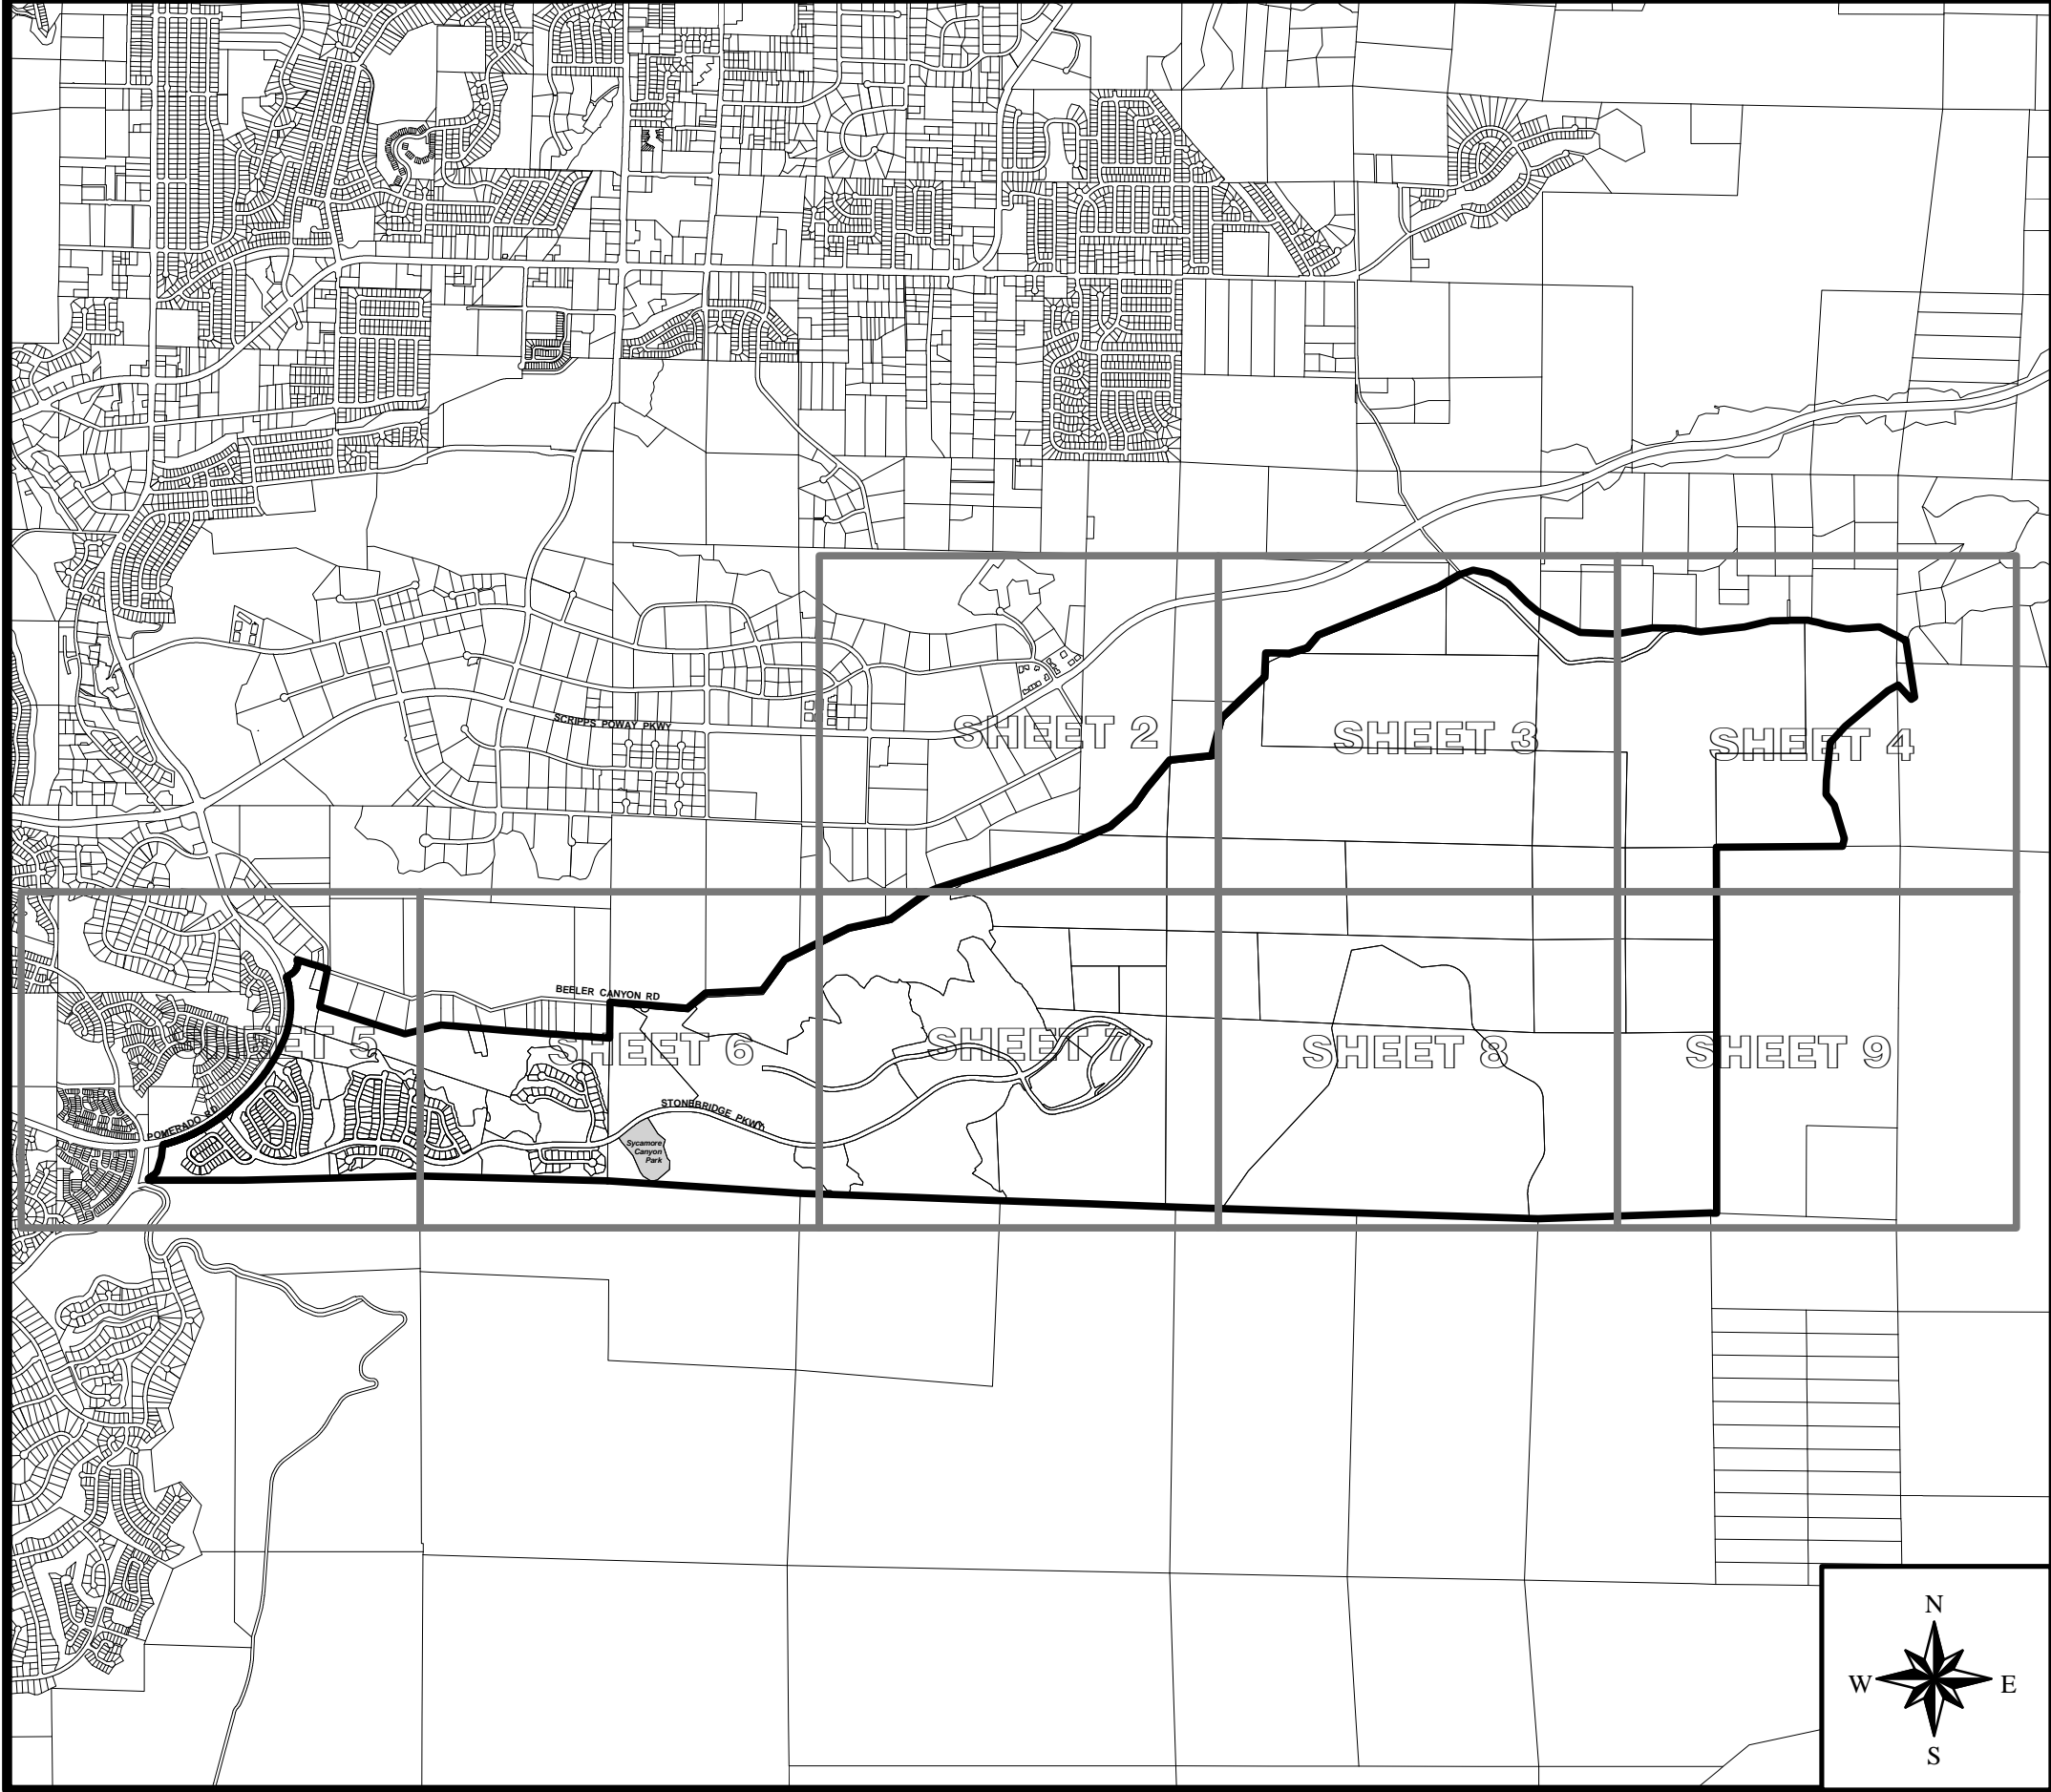 SCRIPPS POWAY PKWY
SHEET 2
SHEET 3
SHEET 4
BEELER CANYON RD
SHEET 5
SHEET 6
SHEET 7
SHEET 8
SHEET 9
POMERADO RD
STONEBRIDGE PKWY
Sycamore
Canyon
Park
N
W
E
S